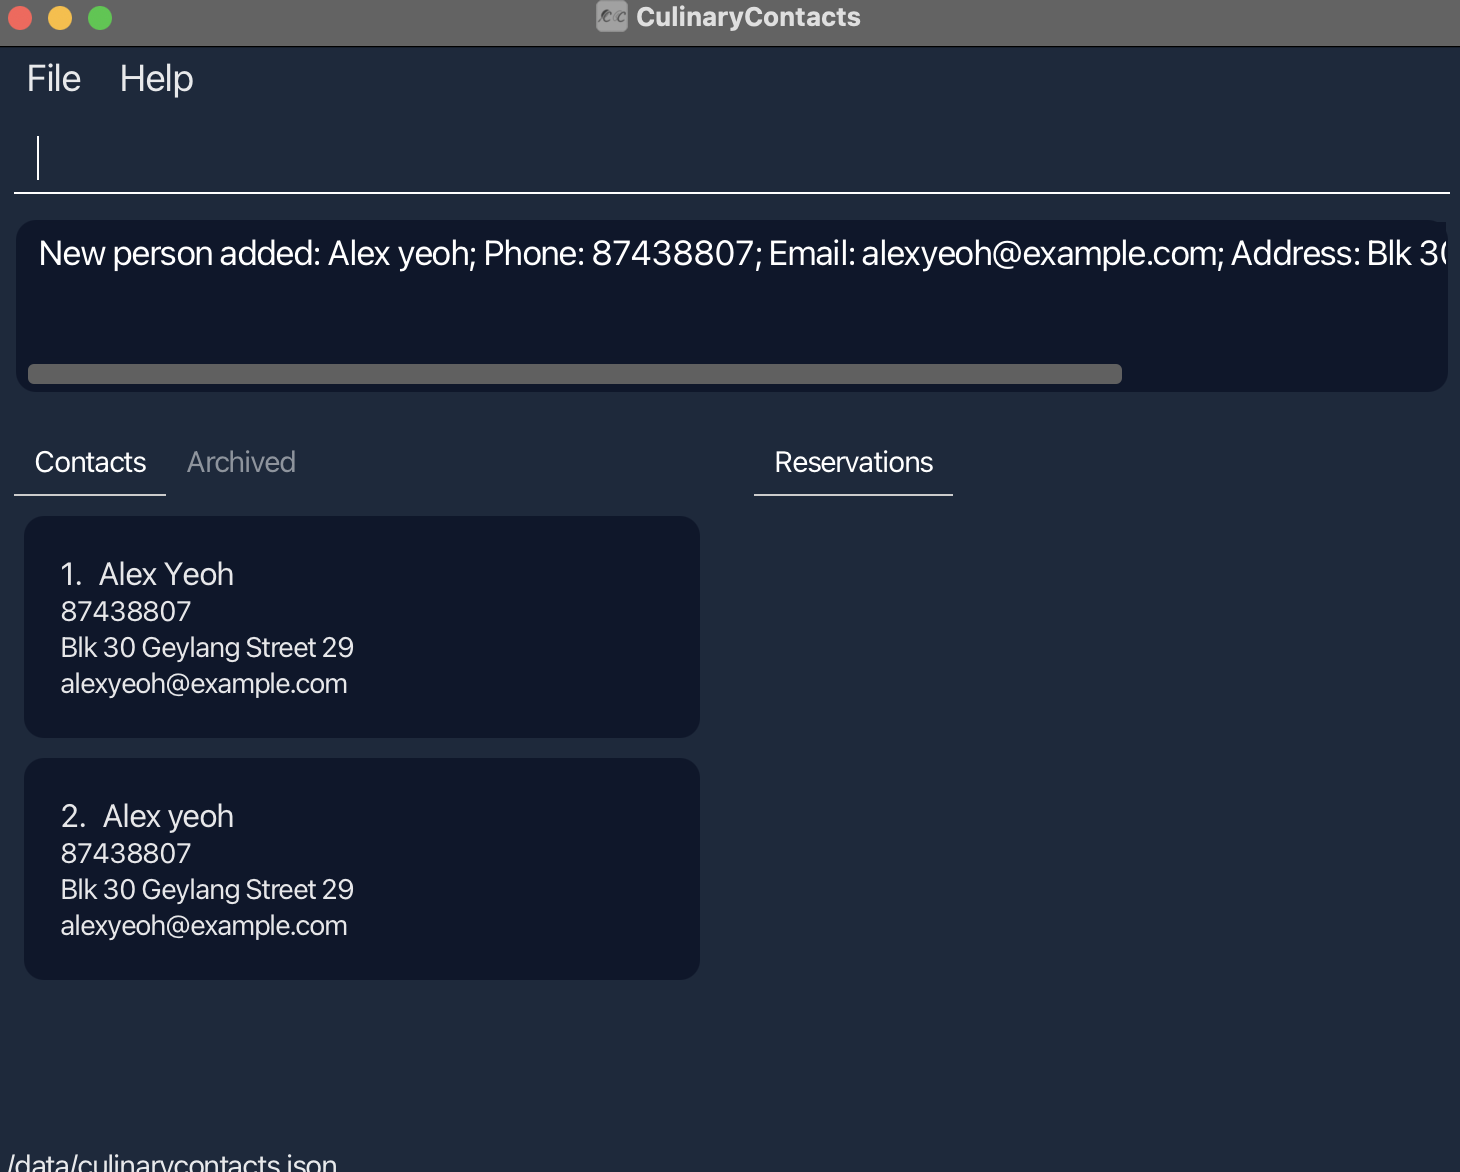 CulinaryContacts
File Help
New person added: Alex yeoh; Phone: 87438807; Email: alexyeoh@example.com; Address: Blk 30
Contacts Archived
Reservations
1. Alex Yeoh
87438807
Blk 30 Geylang Street 29
alexyeoh@example.com
2. Alex yeoh
87438807
Blk 30 Geylang Street 29
alexyeoh@example.com
/data/culinarycontacts.json